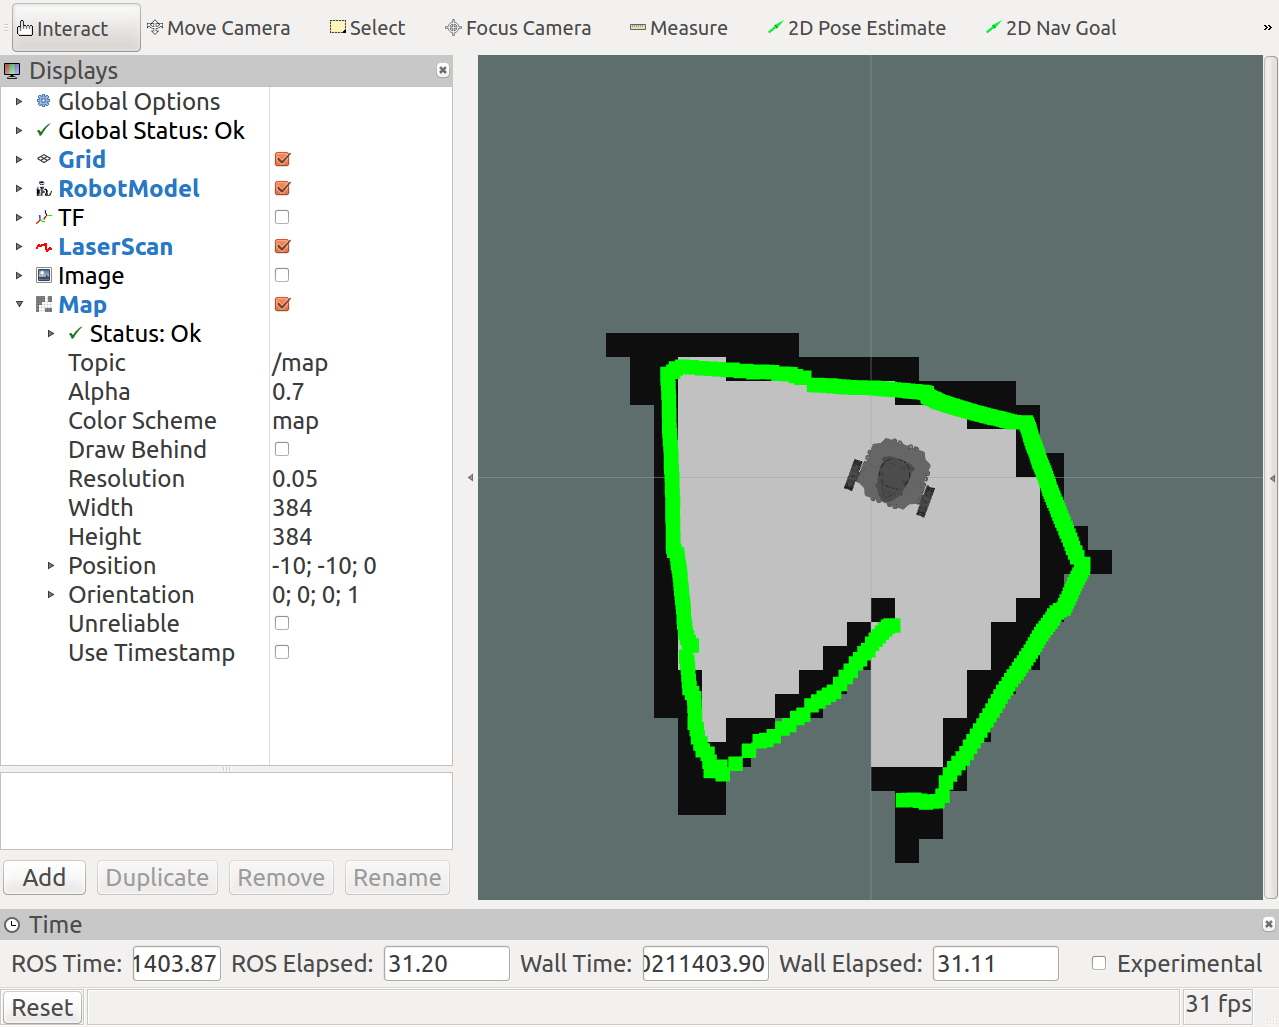 Interact Move Camera Select Focus Camera Measure 2D Pose Estimate 2D Nav Goal »
Displays
Global Options
Global Status: Ok
Grid
RobotModel
TF
LaserScan
Image
Map
Status: Ok
Topic /map
Alpha 0.7
Color Scheme map
Draw Behind
Resolution 0.05
Width 384
Height 384
Position -10; -10; 0
Orientation 0; 0; 0; 1
Unreliable
Use Timestamp
Add Duplicate Remove Rename
Time
ROS Time: 1403.87 ROS Elapsed: 31.20 Wall Time: 0211403.90 Wall Elapsed: 31.11 Experimental
Reset 31 fps